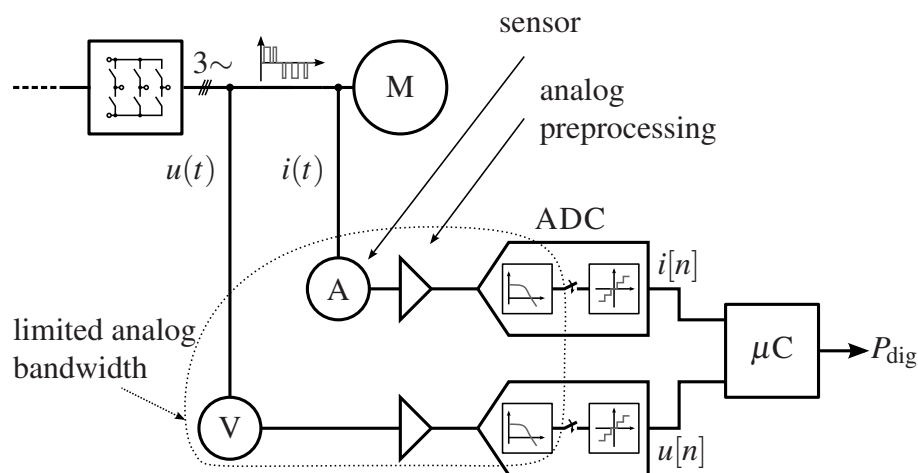 sensor
3∼
M
analog
preprocessing
u(t)
i(t)
ADC
A
i[n]
limited analog
bandwidth
μC
P_dig
V
u[n]